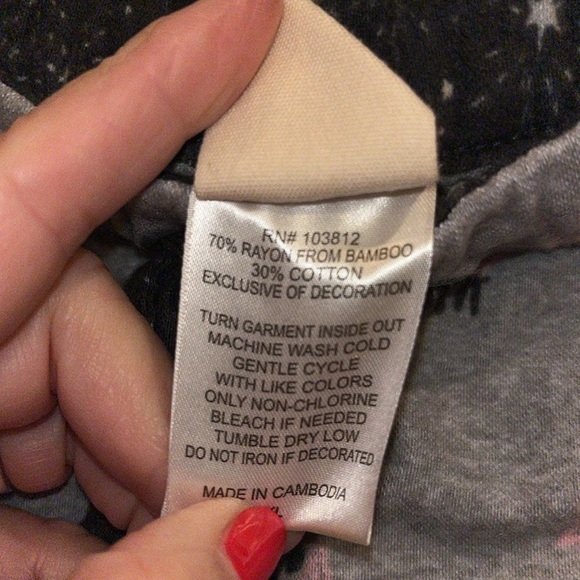 RN# 103812
70% RAYON FROM BAMBOO
30% COTTON
EXCLUSIVE OF DECORATION
TURN GARMENT INSIDE OUT
MACHINE WASH COLD
GENTLE CYCLE
WITH LIKE COLORS
ONLY NON-CHLORINE
BLEACH IF NEEDED
TUMBLE DRY LOW
DO NOT IRON IF DECORATED
MADE IN CAMBODIA